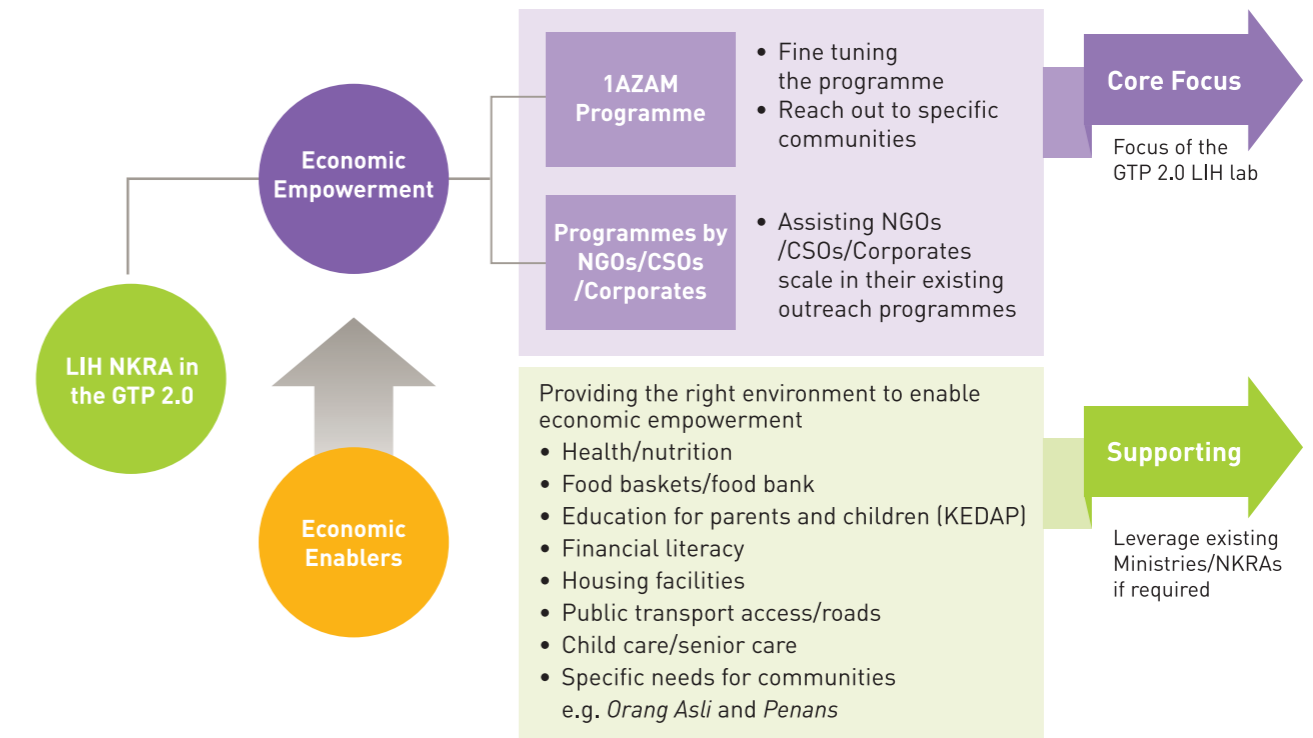 LIH NKRA in
the GTP 2.0
Economic
Empowerment
1AZAM
Programme
• Fine tuning
the programme
• Reach out to specific
communities
Programmes by
NGOs/CSOs
/Corporates
• Assisting NGOs
/CSOs/Corporates
scale in their existing
outreach programmes
Core Focus
Focus of the
GTP 2.0 LIH lab
Economic
Enablers
Providing the right environment to enable
economic empowerment
• Health/nutrition
• Food baskets/food bank
• Education for parents and children (KEDAP)
• Financial literacy
• Housing facilities
• Public transport access/roads
• Child care/senior care
• Specific needs for communities
e.g. Orang Asli and Penans
Supporting
Leverage existing
Ministries/NKRAs
if required